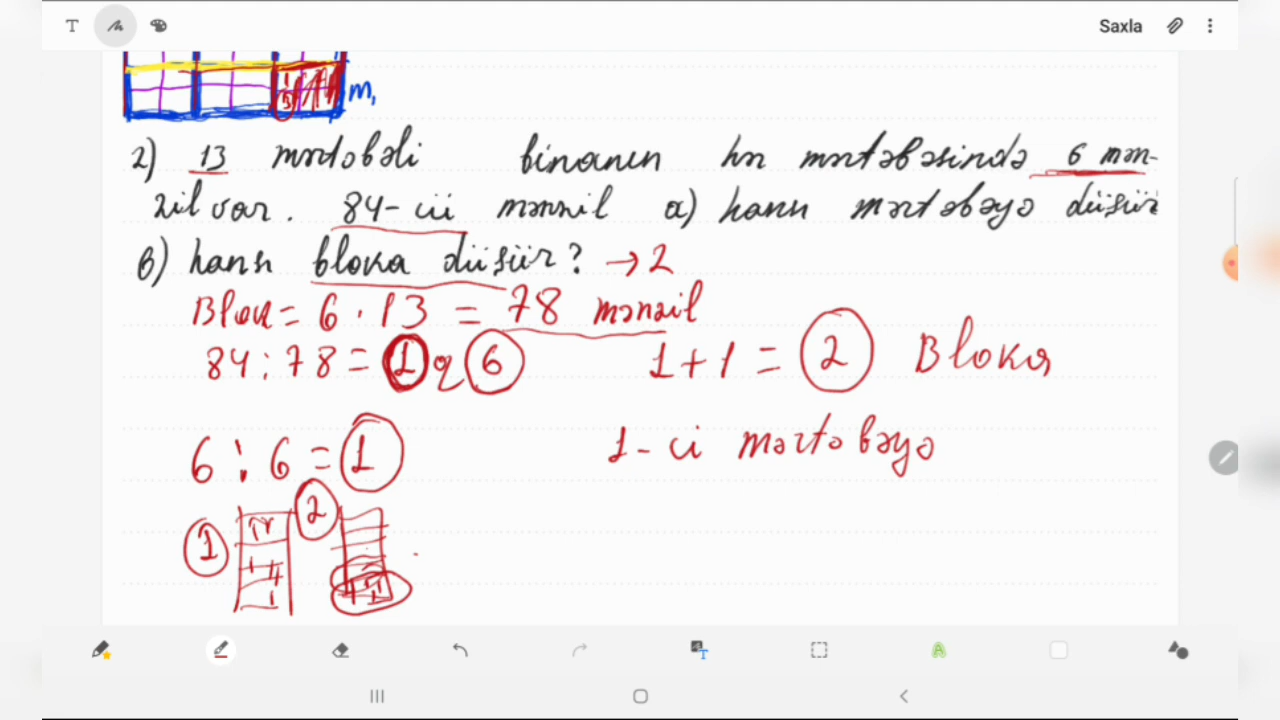 Saxla
m,
2) 13 mərtəbəli binanın hər mərtəbəsində 6 mən-
zil var. 84-cü mənzil a) hansı mərtəbəyə düşür
b) hansı bloka düşür? → 2
Blok = 6 · 13 = 78 mənzil
84 : 78 = 1 q 6 1 + 1 = 2 Bloka
6 : 6 = 1 1-ci mərtəbəyə
1 2